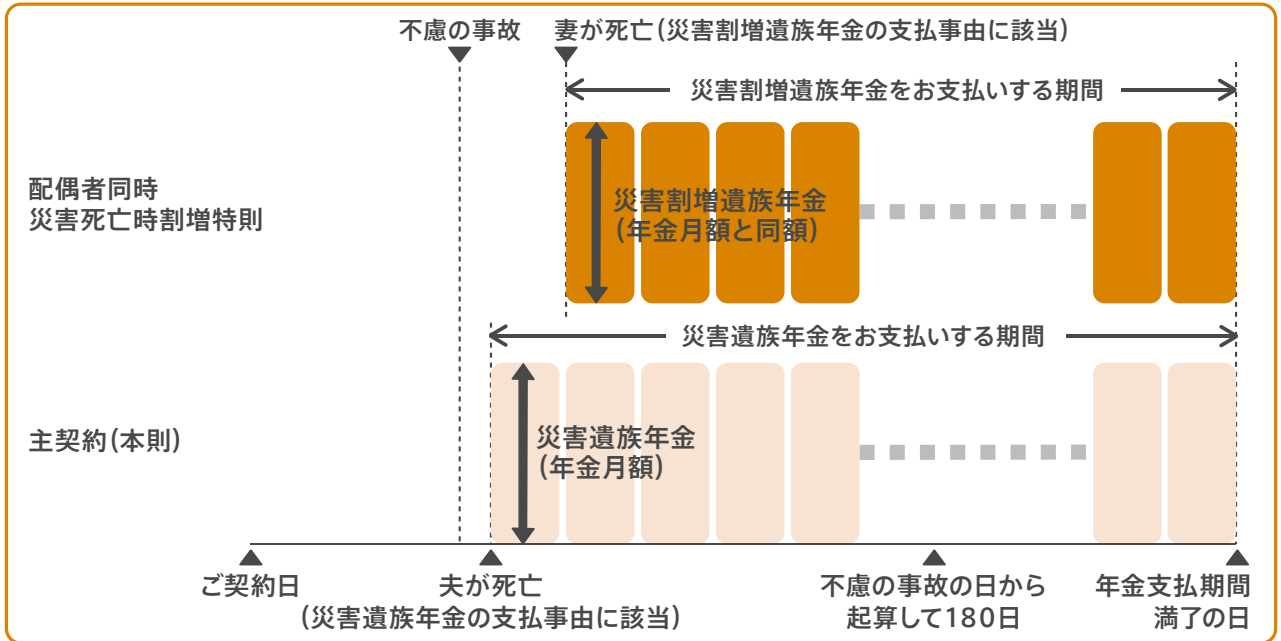 不慮の事故
妻が死亡(災害割増遺族年金の支払事由に該当)
災害割増遺族年金をお支払いする期間
配偶者同時
災害死亡時割増特則
災害割増遺族年金
(年金月額と同額)
災害遺族年金をお支払いする期間
主契約(本則)
災害遺族年金
(年金月額)
ご契約日
夫が死亡
(災害遺族年金の支払事由に該当)
不慮の事故の日から
起算して180日
年金支払期間
満了の日